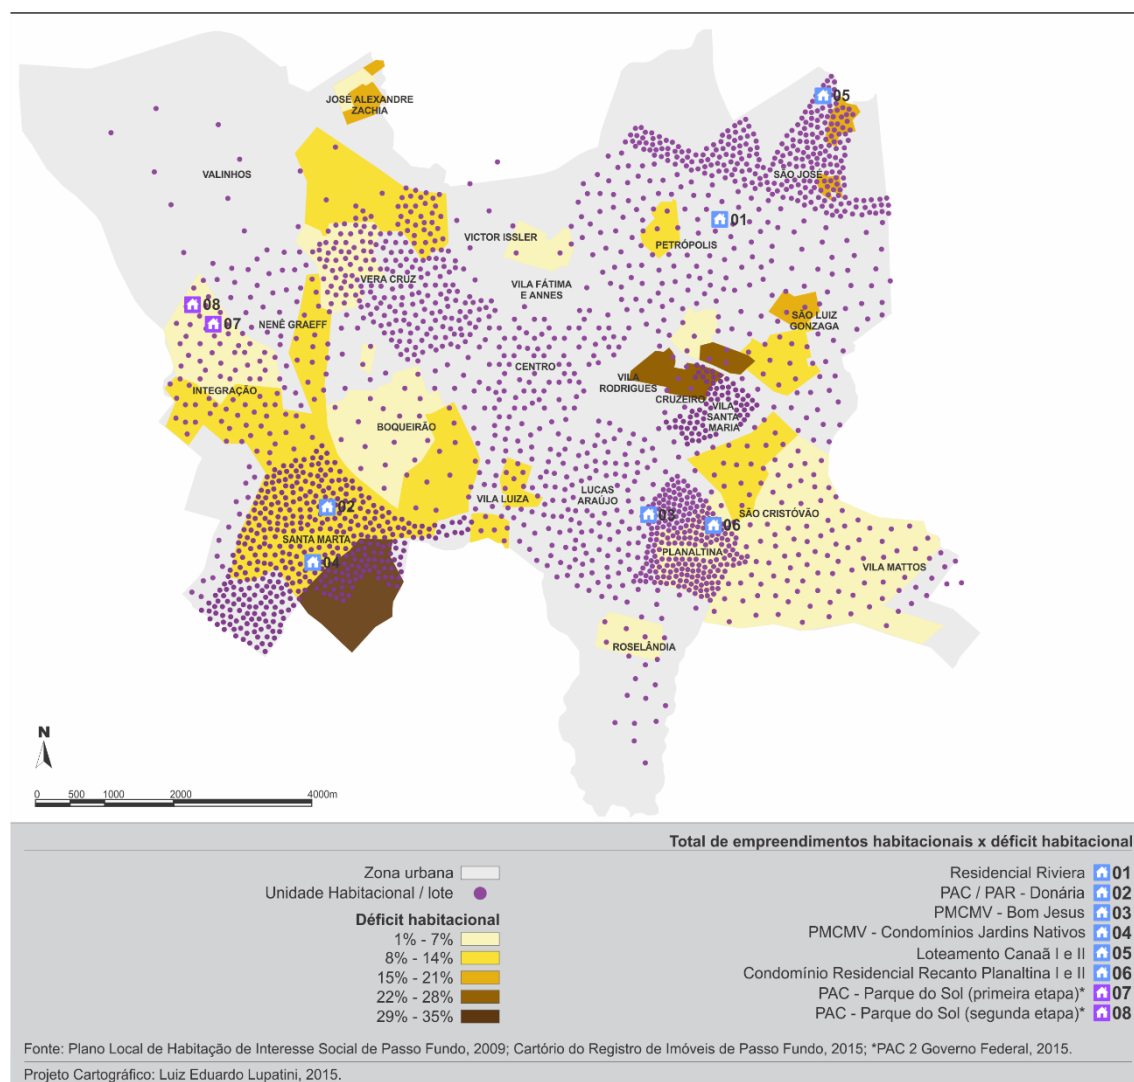 JOSÉ ALEXANDRE
ZACHIA
05
VALINHOS
SÃO JOSÉ
01
VICTOR ISSLER
PETRÓPOLIS
VERA CRUZ
VILA FÁTIMA
E ANNES
08
07
NENÊ GRAEFF
SÃO LUIZ
GONZAGA
CENTRO
VILA
RODRIGUES
INTEGRAÇÃO
CRUZEIRO
VILA
SANTA
MARIA
BOQUEIRÃO
LUCAS
ARAÚJO
VILA LUIZA
02
03
SÃO CRISTÓVÃO
06
SANTA MARTA
PLANALTINA
04
VILA MATTOS
ROSELÂNDIA
N
0 500 1000 2000 4000m
Total de empreendimentos habitacionais x déficit habitacional
Zona urbana
Unidade Habitacional / lote
Déficit habitacional
1% - 7%
8% - 14%
15% - 21%
22% - 28%
29% - 35%
Residencial Riviera 01
PAC / PAR - Donária 02
PMCMV - Bom Jesus 03
PMCMV - Condomínios Jardins Nativos 04
Loteamento Canaã I e II 05
Condomínio Residencial Recanto Planaltina I e II 06
PAC - Parque do Sol (primeira etapa)* 07
PAC - Parque do Sol (segunda etapa)* 08
Fonte: Plano Local de Habitação de Interesse Social de Passo Fundo, 2009; Cartório do Registro de Imóveis de Passo Fundo, 2015; *PAC 2 Governo Federal, 2015.
Projeto Cartográfico: Luiz Eduardo Lupatini, 2015.